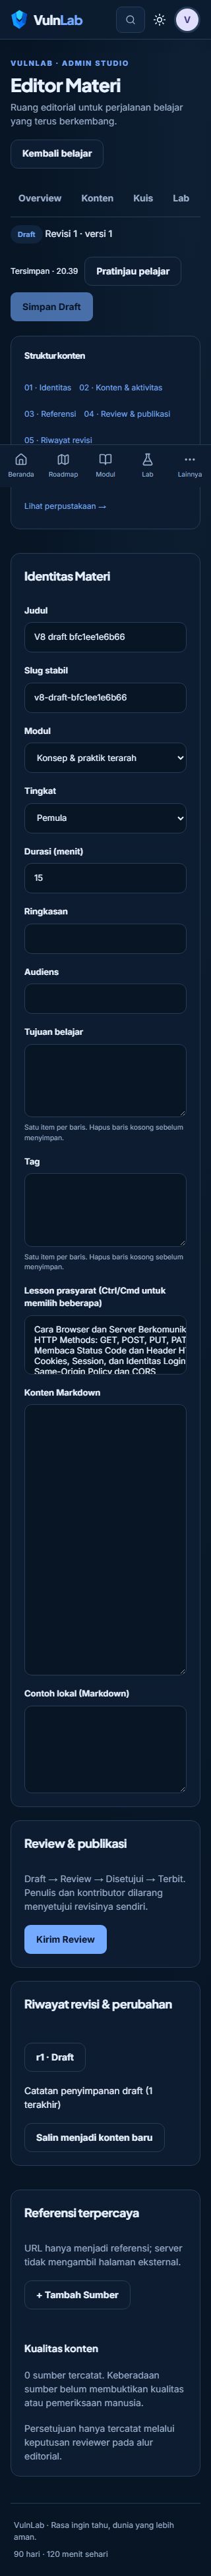 VulnLab
V
VULNLAB · ADMIN STUDIO
Editor Materi
Ruang editorial untuk perjalanan belajar
yang terus berkembang.
Kembali belajar
Overview Konten Kuis Lab
Draft Revisi 1 · versi 1
Tersimpan · 20.39 Pratinjau pelajar
Simpan Draft
Struktur konten
01 · Identitas 02 · Konten & aktivitas
03 · Referensi 04 · Review & publikasi
05 · Riwayat revisi
Beranda Roadmap Modul Lab Lainnya
Lihat perpustakaan →
Identitas Materi
Judul
V8 draft bfc1ee1e6b66
Slug stabil
v8-draft-bfc1ee1e6b66
Modul
Konsep & praktik terarah
Tingkat
Pemula
Durasi (menit)
15
Ringkasan
Audiens
Tujuan belajar
Satu item per baris. Hapus baris kosong sebelum
menyimpan.
Tag
Satu item per baris. Hapus baris kosong sebelum
menyimpan.
Lesson prasyarat (Ctrl/Cmd untuk
memilih beberapa)
Cara Browser dan Server Berkomunik
HTTP Methods: GET, POST, PUT, PAT
Membaca Status Code dan Header HT
Cookies, Session, dan Identitas Login
Same-Origin Policy dan CORS
Konten Markdown
Contoh lokal (Markdown)
Review & publikasi
Draft → Review → Disetujui → Terbit.
Penulis dan kontributor dilarang
menyetujui revisinya sendiri.
Kirim Review
Riwayat revisi & perubahan
r1 · Draft
Catatan penyimpanan draft (1
terakhir)
Salin menjadi konten baru
Referensi terpercaya
URL hanya menjadi referensi; server
tidak mengambil halaman eksternal.
+ Tambah Sumber
Kualitas konten
0 sumber tercatat. Keberadaan
sumber belum membuktikan kualitas
atau pemeriksaan manusia.
Persetujuan hanya tercatat melalui
keputusan reviewer pada alur
editorial.
VulnLab · Rasa ingin tahu, dunia yang lebih
aman.
90 hari · 120 menit sehari